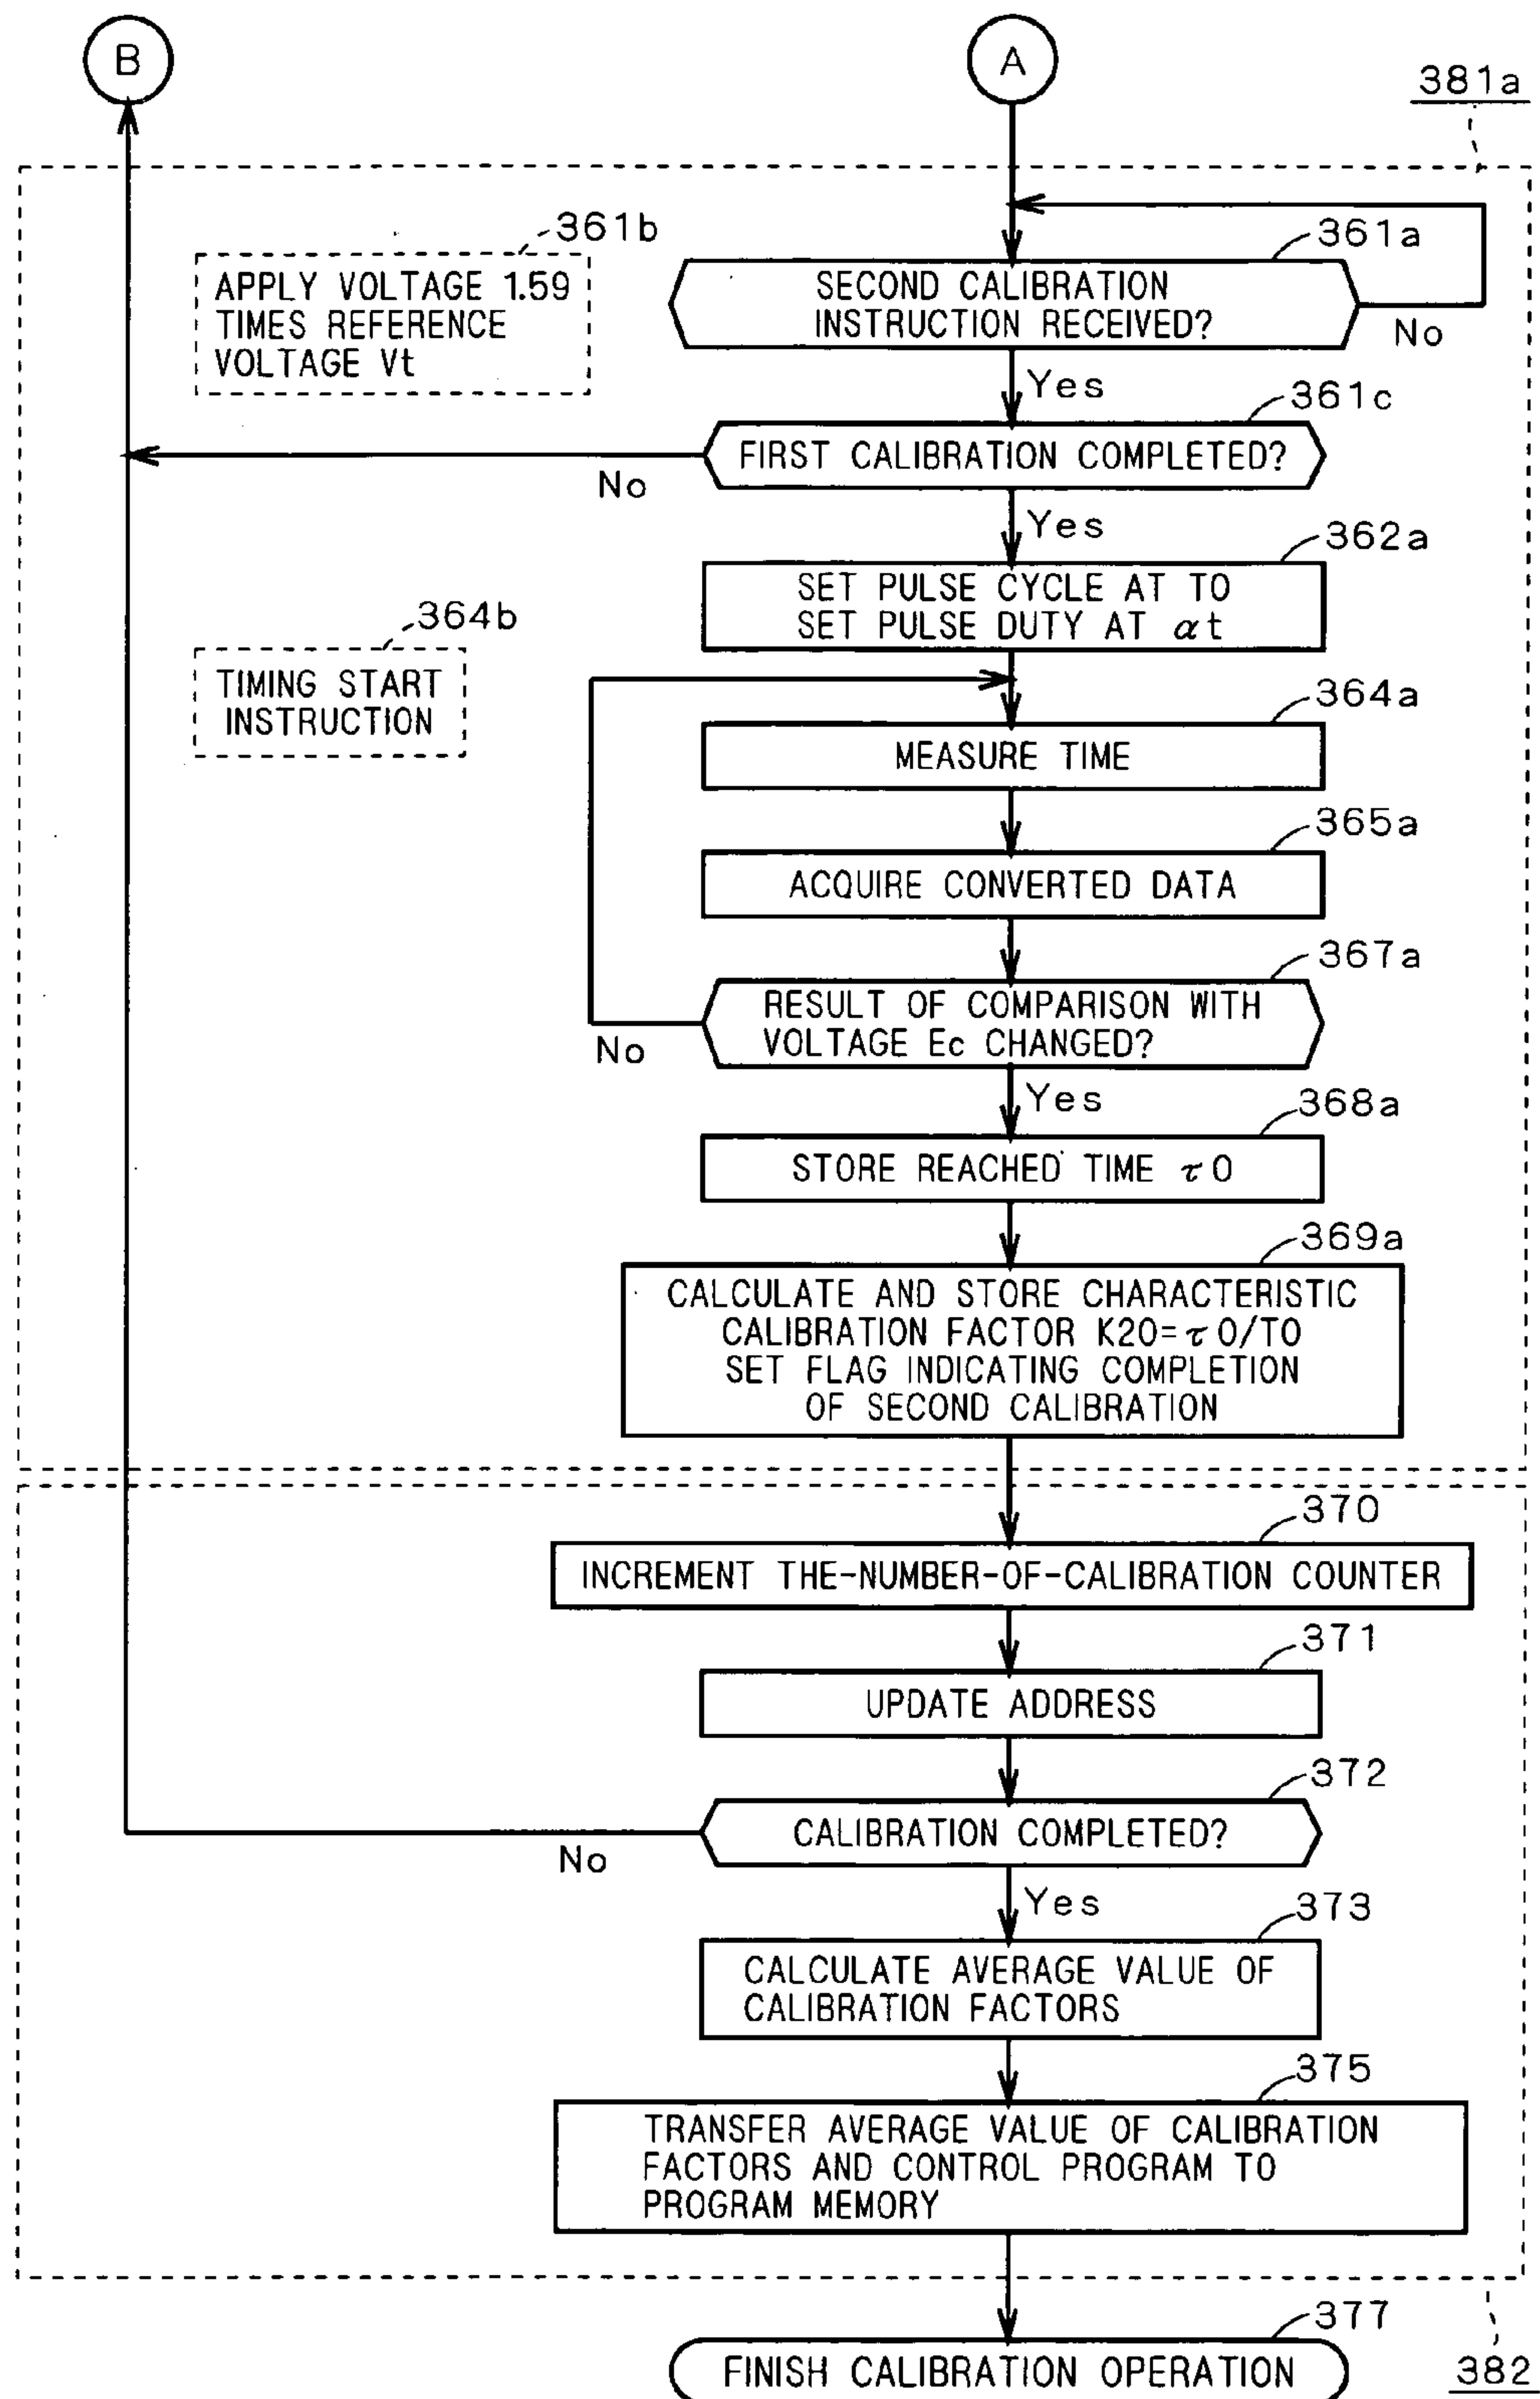 B
A
381a
361b
APPLY VOLTAGE 1.59
TIMES REFERENCE
VOLTAGE Vt
361a
SECOND CALIBRATION
INSTRUCTION RECEIVED?
No
Yes
361c
FIRST CALIBRATION COMPLETED?
No
Yes
362a
SET PULSE CYCLE AT T0
SET PULSE DUTY AT αt
364b
TIMING START
INSTRUCTION
364a
MEASURE TIME
365a
ACQUIRE CONVERTED DATA
367a
RESULT OF COMPARISON WITH
VOLTAGE Ec CHANGED?
No
Yes
368a
STORE REACHED TIME τ0
369a
CALCULATE AND STORE CHARACTERISTIC
CALIBRATION FACTOR K20=τ0/T0
SET FLAG INDICATING COMPLETION
OF SECOND CALIBRATION
370
INCREMENT THE-NUMBER-OF-CALIBRATION COUNTER
371
UPDATE ADDRESS
372
CALIBRATION COMPLETED?
No
Yes
373
CALCULATE AVERAGE VALUE OF
CALIBRATION FACTORS
375
TRANSFER AVERAGE VALUE OF CALIBRATION
FACTORS AND CONTROL PROGRAM TO
PROGRAM MEMORY
377
FINISH CALIBRATION OPERATION
382